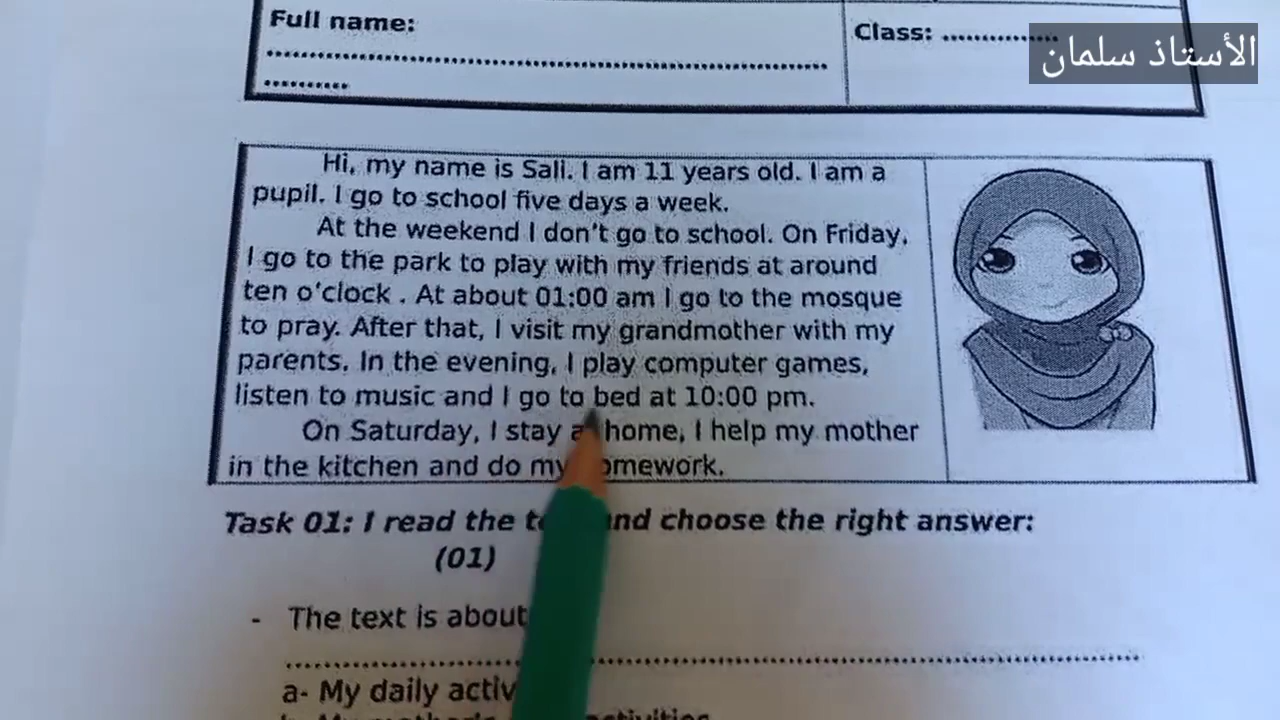 Full name:
Class: ...............
الأستاذ سلمان
Hi, my name is Sali. I am 11 years old. I am a
pupil. I go to school five days a week.
At the weekend I don't go to school. On Friday,
I go to the park to play with my friends at around
ten o'clock . At about 01:00 am I go to the mosque
to pray. After that, I visit my grandmother with my
parents. In the evening, I play computer games,
listen to music and I go to bed at 10:00 pm.
On Saturday, I stay home, I help my mother
in the kitchen and do my
Task 01: I read the and choose the right answer:
(01)
- The text is about
a- My daily